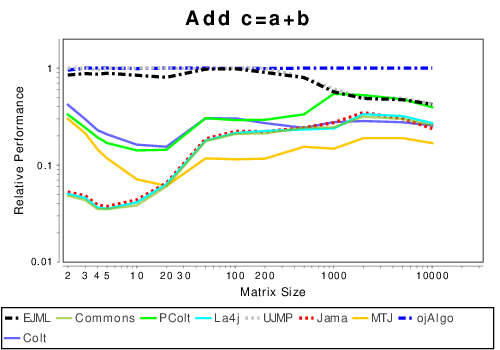 Add c=a+b
Relative Performance
1
0.1
0.01
2 3 4 5 10 20 30 100 200 1000 10000
Matrix Size
EJML Commons PColt La4j UJMP Jama MTJ ojAlgo
Colt